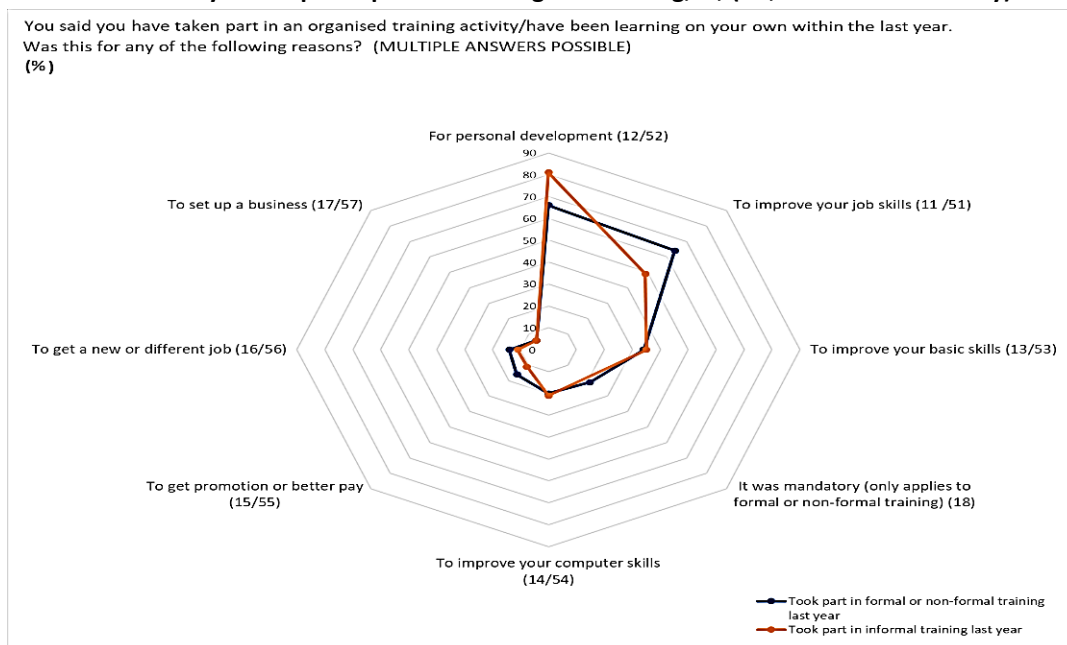 You said you have taken part in an organised training activity/have been learning on your own within the last year.
Was this for any of the following reasons? (MULTIPLE ANSWERS POSSIBLE)
(%)
For personal development (12/52)
90
80
70
60
50
40
30
20
10
0
To set up a business (17/57)
To improve your job skills (11 /51)
To get a new or different job (16/56)
To improve your basic skills (13/53)
To get promotion or better pay
(15/55)
It was mandatory (only applies to
formal or non-formal training) (18)
To improve your computer skills
(14/54)
Took part in formal or non-formal training
last year
Took part in informal training last year